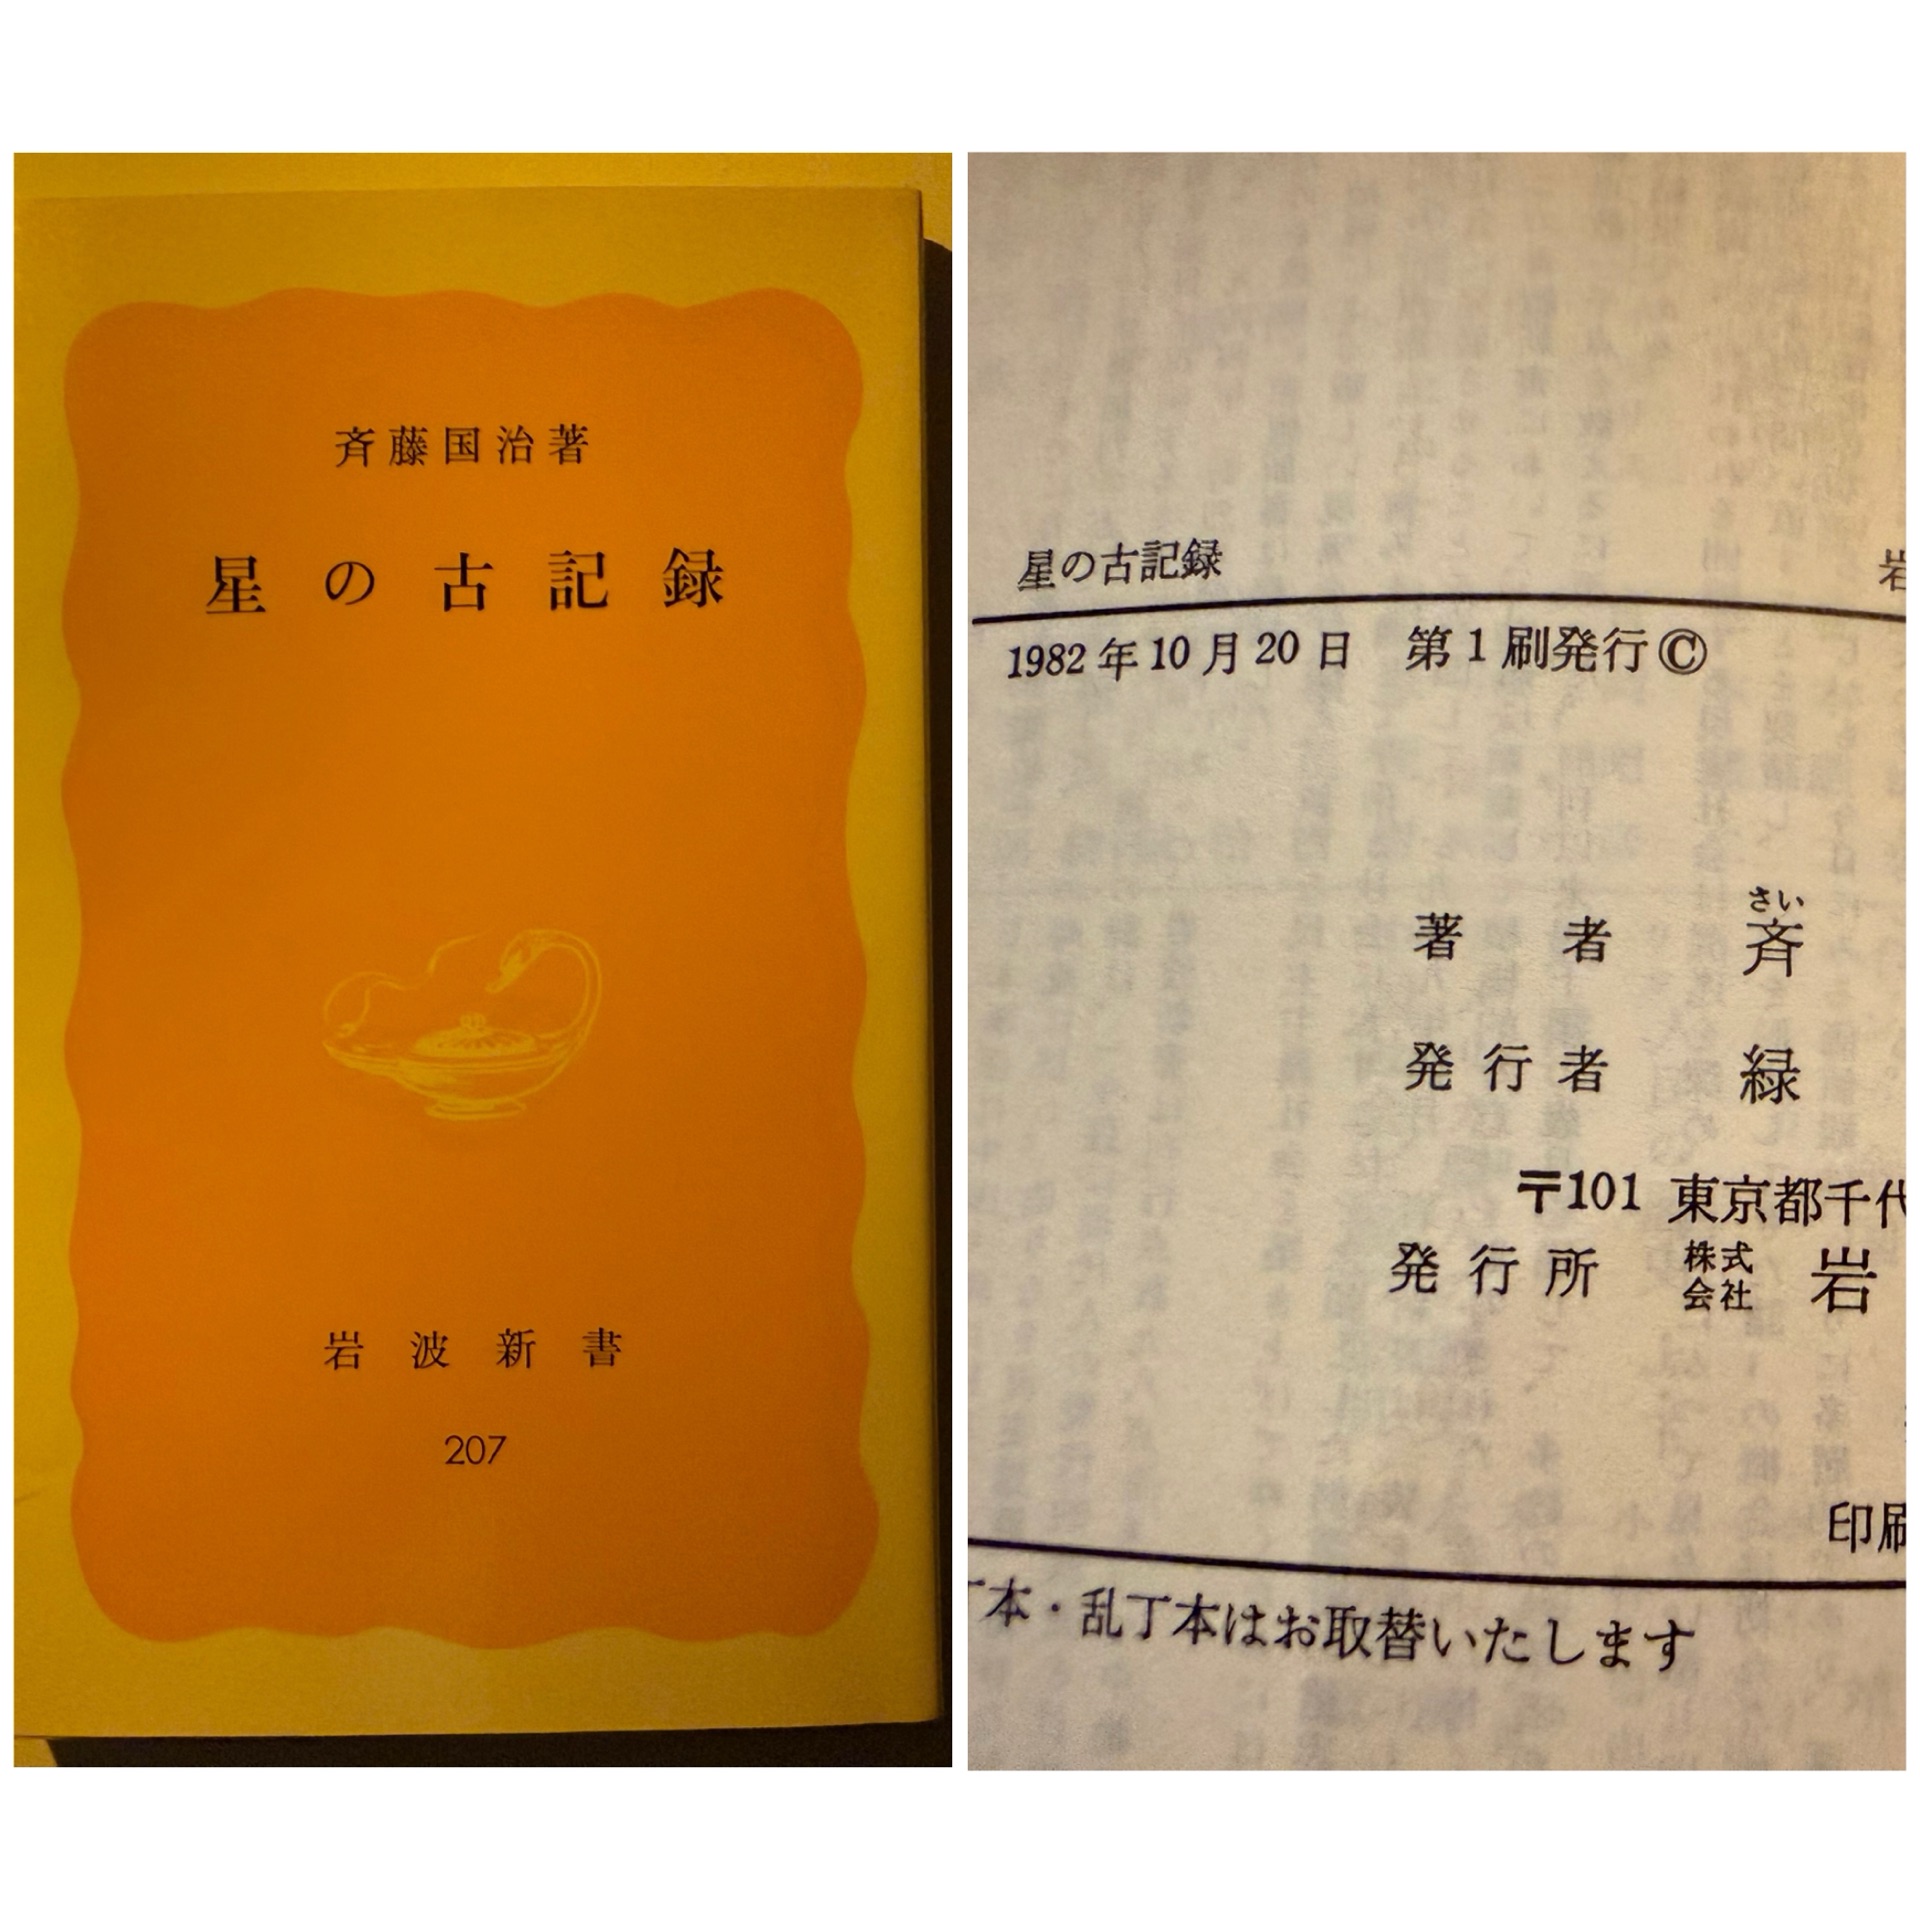 斉藤国治著
星の古記録
岩波新書
207
星の古記録 岩
1982年10月20日 第1刷発行©
さい
著者 斉
発行者 緑
〒101 東京都千代
発行所 株式会社 岩
印刷
丁本・乱丁本はお取替いたします